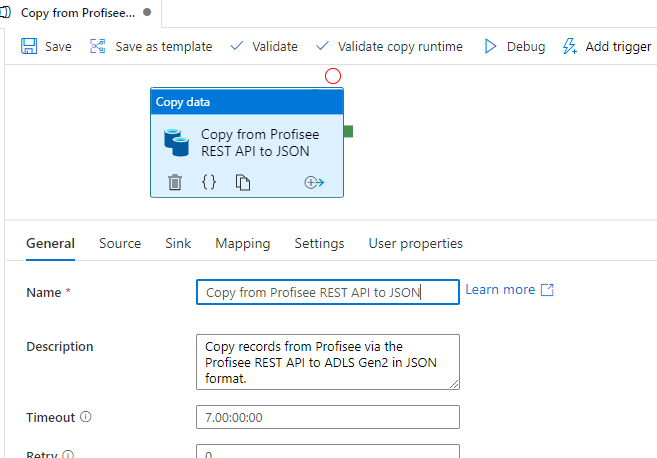 Copy from Profisee...
Save
Save as template
Validate
Validate copy runtime
Debug
Add trigger
Copy data
Copy from Profisee
REST API to JSON
{}
General
Source
Sink
Mapping
Settings
User properties
Name *
Copy from Profisee REST API to JSON
Learn more
Description
Copy records from Profisee via the
Profisee REST API to ADLS Gen2 in JSON
format.
Timeout
7.00:00:00
Retry
0